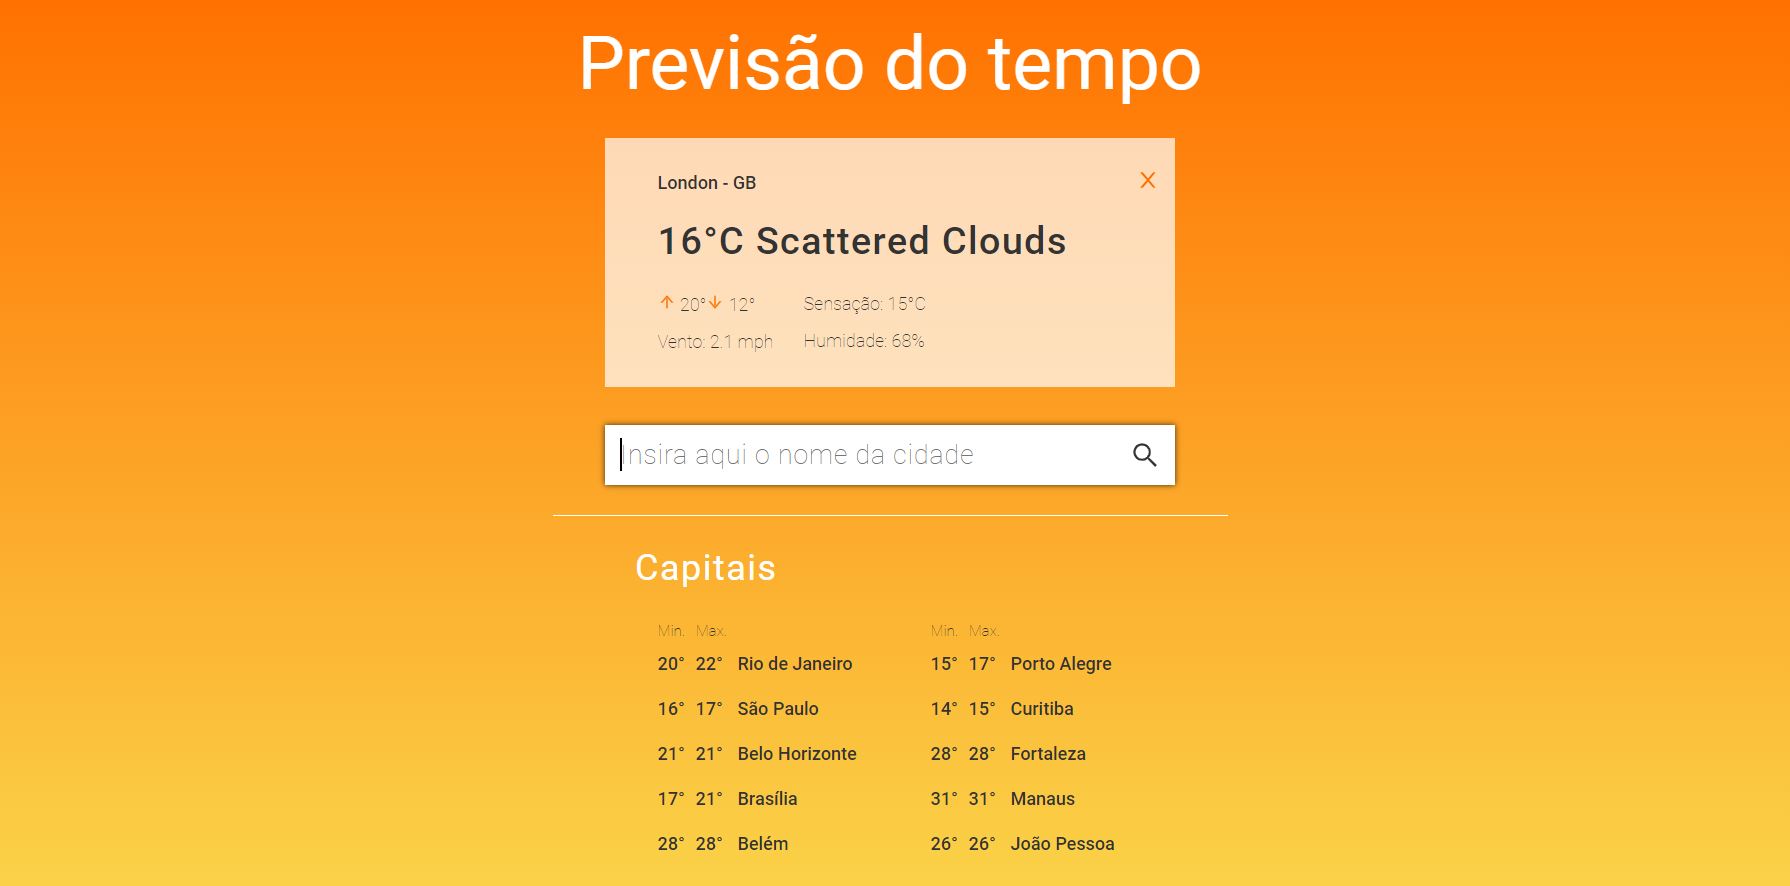 Previsão do tempo
London - GB
X
16°C Scattered Clouds
↑ 20° ↓ 12° Sensação: 15°C
Vento: 2.1 mph Humidade: 68%
Insira aqui o nome da cidade
Capitais
Min. Max. Min. Max.
20° 22° Rio de Janeiro 15° 17° Porto Alegre
16° 17° São Paulo 14° 15° Curitiba
21° 21° Belo Horizonte 28° 28° Fortaleza
17° 21° Brasília 31° 31° Manaus
28° 28° Belém 26° 26° João Pessoa